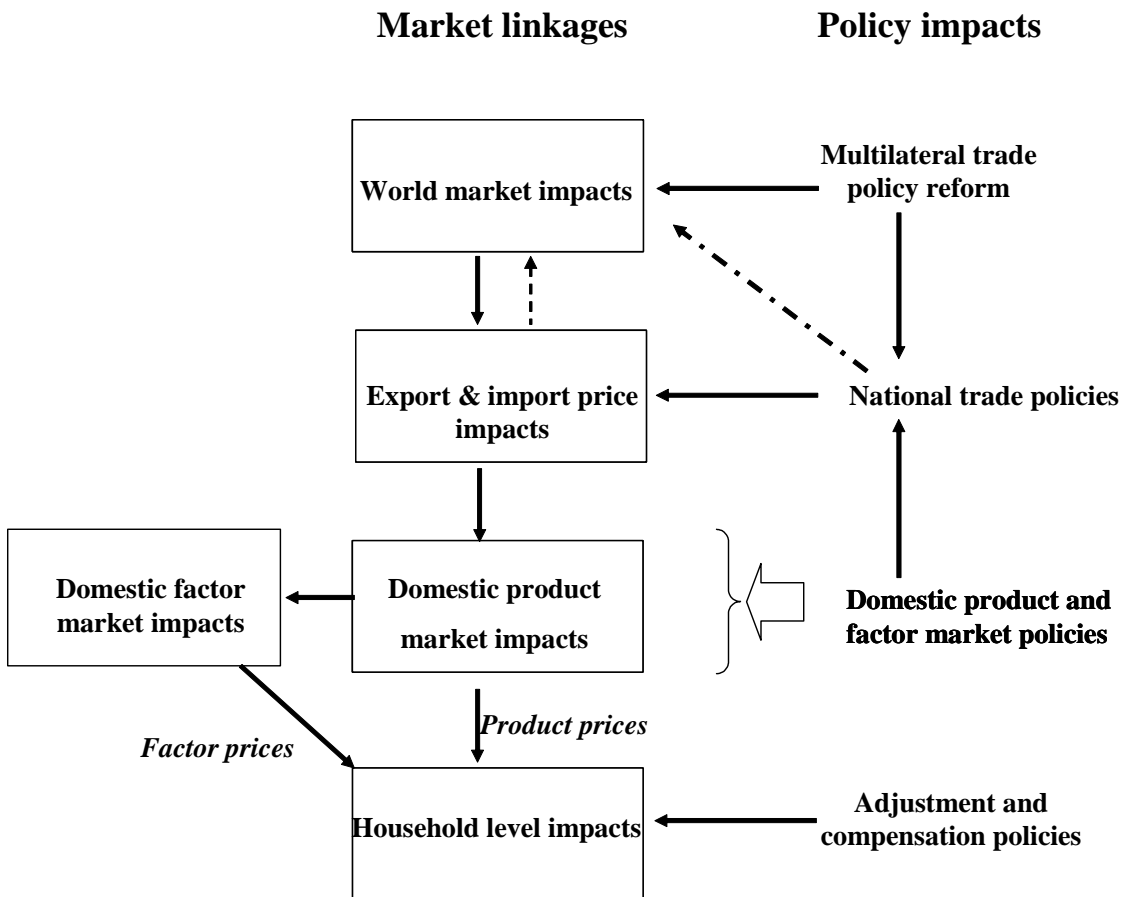 Market linkages
Policy impacts
World market impacts
Multilateral trade
policy reform
Export & import price
impacts
National trade policies
Domestic factor
market impacts
Domestic product
market impacts
Domestic product and
factor market policies
Factor prices
Product prices
Household level impacts
Adjustment and
compensation policies